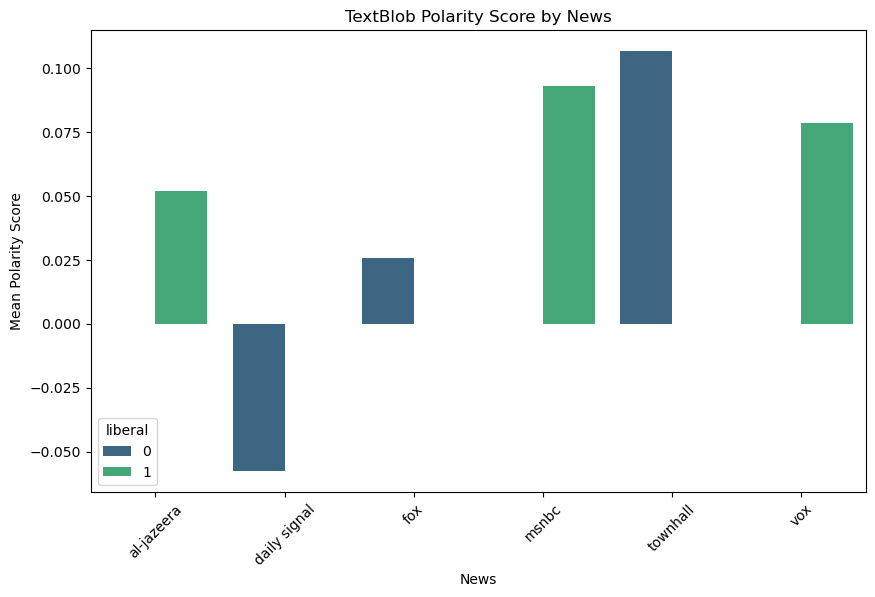 TextBlob Polarity Score by News
Mean Polarity Score
0.100
0.075
0.050
0.025
0.000
−0.025
−0.050
liberal
0
1
al-jazeera
daily signal
fox
msnbc
townhall
vox
News